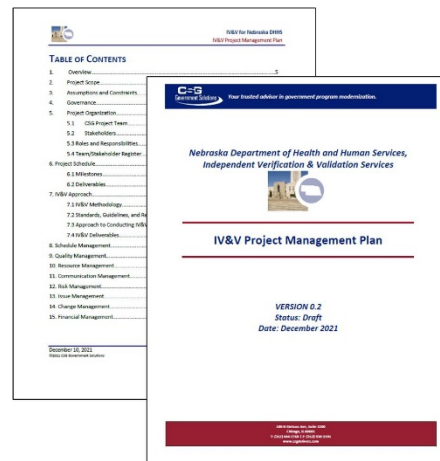 IV&V for Nebraska DHHS
IV&V Project Management Plan
TABLE OF CONTENTS
1. Overview.....5
2. Project Scope
3. Assumptions and Constraints
4. Governance
5. Project Organization
5.1 CSG Project Team
5.2 Stakeholders
5.3 Roles and Responsibilities
5.4 Team/Stakeholder Register
6. Project Schedule
6.1 Milestones
6.2 Deliverables
7. IV&V Approach
7.1 IV&V Methodology
7.2 Standards, Guidelines, and Re
7.3 Approach to Conducting IV&V
7.4 IV&V Deliverables
8. Schedule Management
9. Quality Management
10. Resource Management
11. Communication Management
12. Risk Management
13. Issue Management
14. Change Management
15. Financial Management
December 10, 2021
©2021 CSG Government Solutions
CSG
Government Solutions
Your trusted advisor in government program modernization.
Nebraska Department of Health and Human Services,
Independent Verification & Validation Services
IV&V Project Management Plan
VERSION 0.2
Status: Draft
Date: December 2021